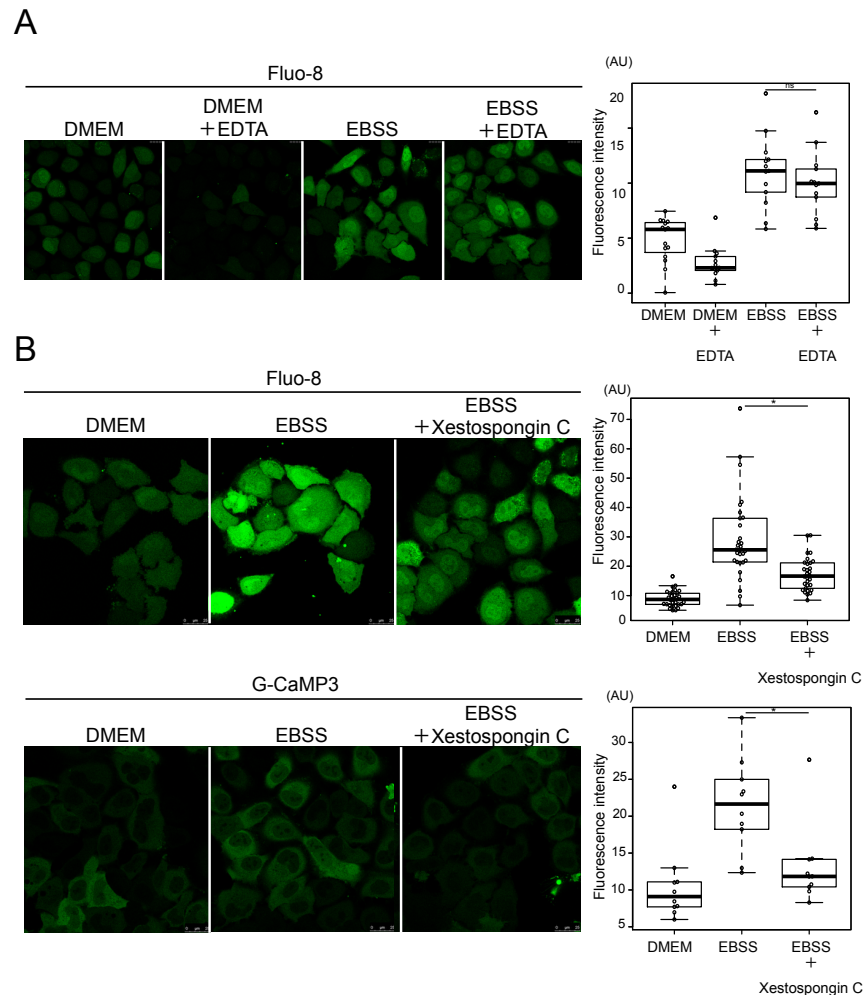 A
Fluo-8
DMEM
DMEM
+EDTA
EBSS
EBSS
+EDTA
(AU)
Fluorescence intensity
20
15
10
5
0
ns
DMEM
DMEM
+
EDTA
EBSS
EBSS
+
EDTA
B
Fluo-8
DMEM
EBSS
EBSS
+Xestospongin C
(AU)
Fluorescence intensity
70
60
50
40
30
20
10
0
*
DMEM
EBSS
EBSS
+
Xestospongin C
G-CaMP3
DMEM
EBSS
EBSS
+Xestospongin C
(AU)
Fluorescence intensity
30
25
20
15
10
5
*
DMEM
EBSS
EBSS
+
Xestospongin C